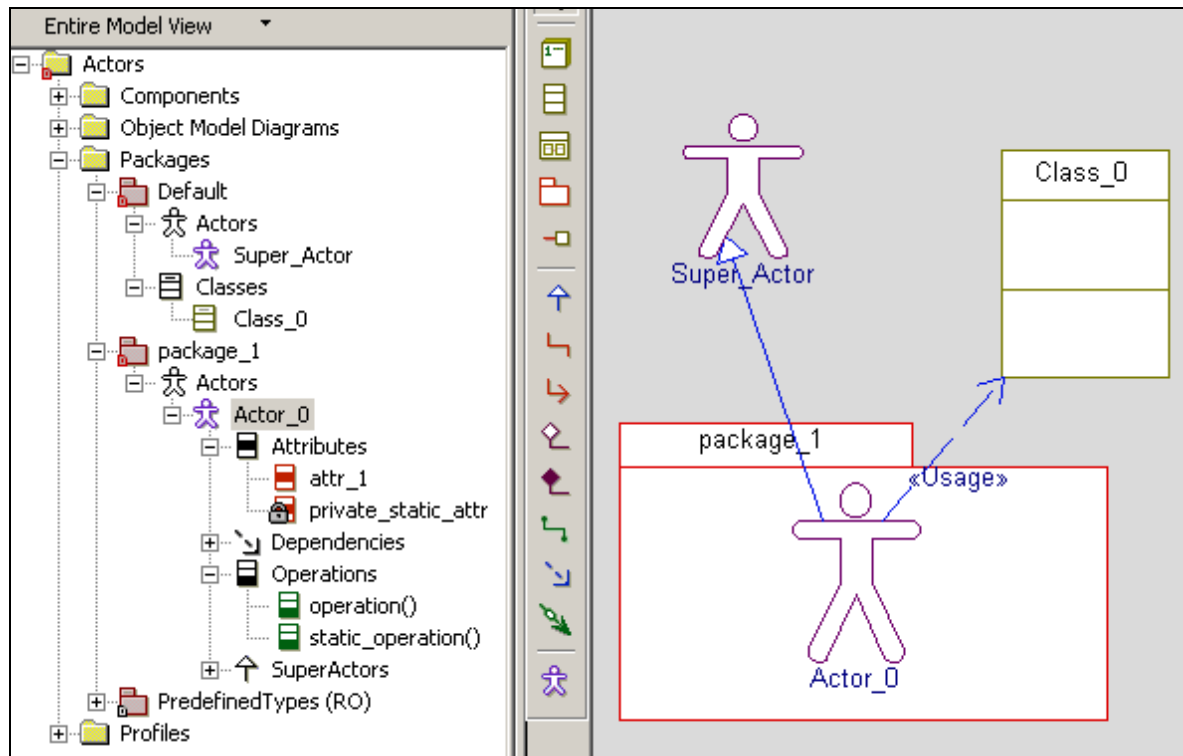 Entire Model View
Actors
Components
Object Model Diagrams
Packages
Default
Actors
Super_Actor
Classes
Class_0
package_1
Actors
Actor_0
Attributes
attr_1
private_static_attr
Dependencies
Operations
operation()
static_operation()
SuperActors
PredefinedTypes (RO)
Profiles
Class_0
Super_Actor
package_1
«Usage»
Actor_0